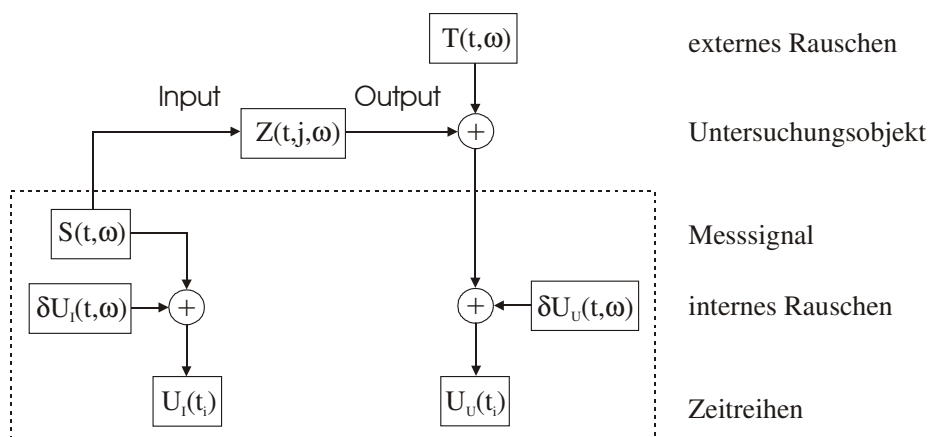 T(t,ω) externes Rauschen
Input Output
Z(t,j,ω) + Untersuchungsobjekt
S(t,ω) Messsignal
δU_I(t,ω) + + δU_U(t,ω) internes Rauschen
U_I(t_i) U_U(t_i) Zeitreihen